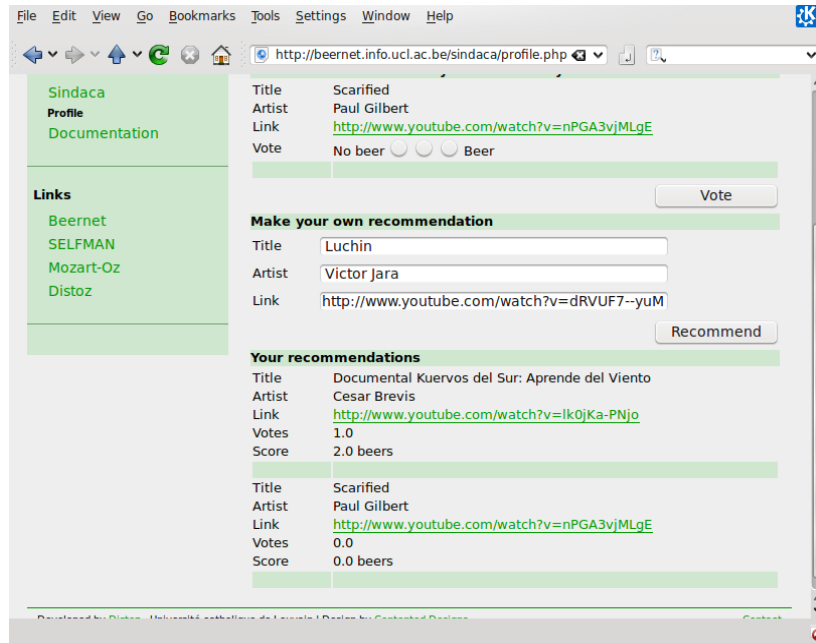 File Edit View Go Bookmarks Tools Settings Window Help
http://beernet.info.ucl.ac.be/sindaca/profile.php
Sindaca
Profile
Documentation
Links
Beernet
SELFMAN
Mozart-Oz
Distoz
Title Scarified
Artist Paul Gilbert
Link http://www.youtube.com/watch?v=nPGA3vjMLgE
Vote No beer Beer
Vote
Make your own recommendation
Title Luchin
Artist Victor Jara
Link http://www.youtube.com/watch?v=dRVUF7--yuM
Recommend
Your recommendations
Title Documental Kuervos del Sur: Aprende del Viento
Artist Cesar Brevis
Link http://www.youtube.com/watch?v=lk0jKa-PNjo
Votes 1.0
Score 2.0 beers
Title Scarified
Artist Paul Gilbert
Link http://www.youtube.com/watch?v=nPGA3vjMLgE
Votes 0.0
Score 0.0 beers